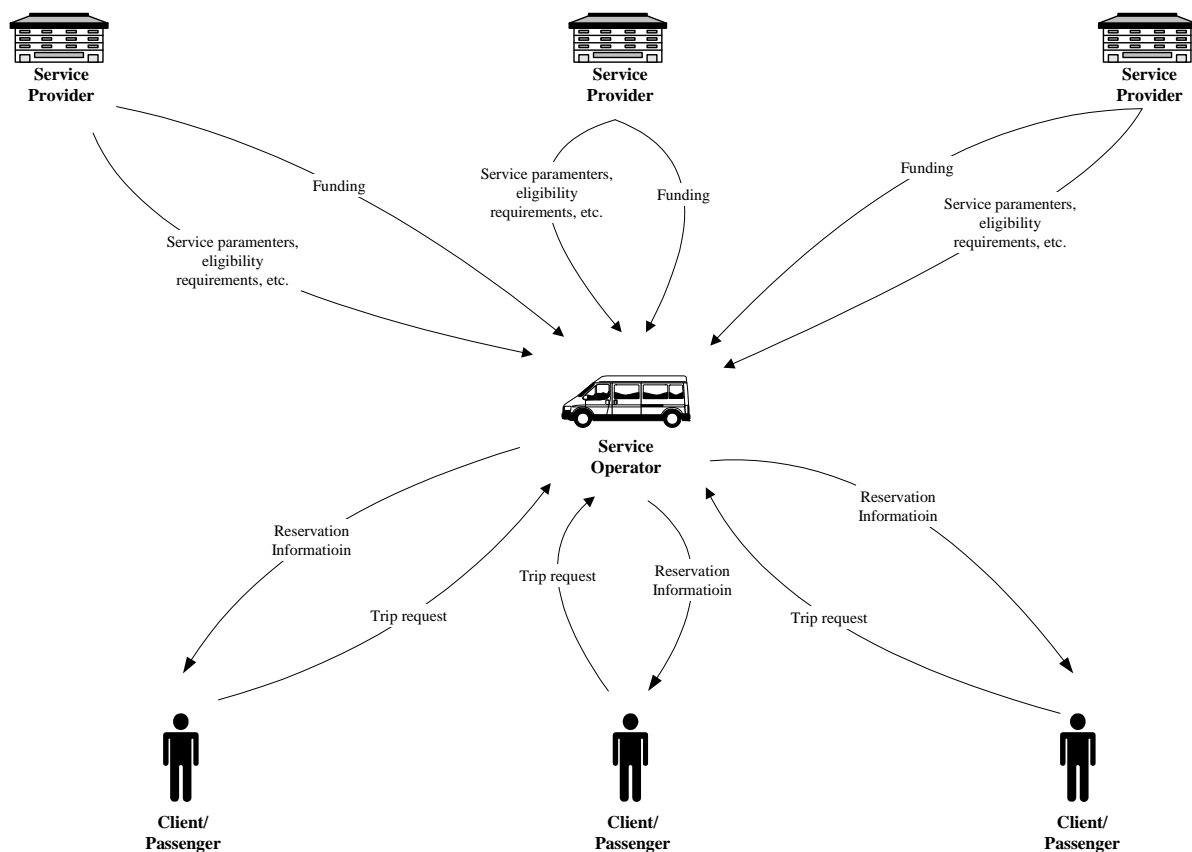 Service
Provider
Service
Provider
Service
Provider
Funding
Service paramenters,
eligibility
requirements, etc.
Service paramenters,
eligibility
requirements, etc.
Funding
Funding
Service paramenters,
eligibility
requirements, etc.
Service
Operator
Reservation
Informatioin
Trip request
Trip request
Reservation
Informatioin
Reservation
Informatioin
Trip request
Client/
Passenger
Client/
Passenger
Client/
Passenger